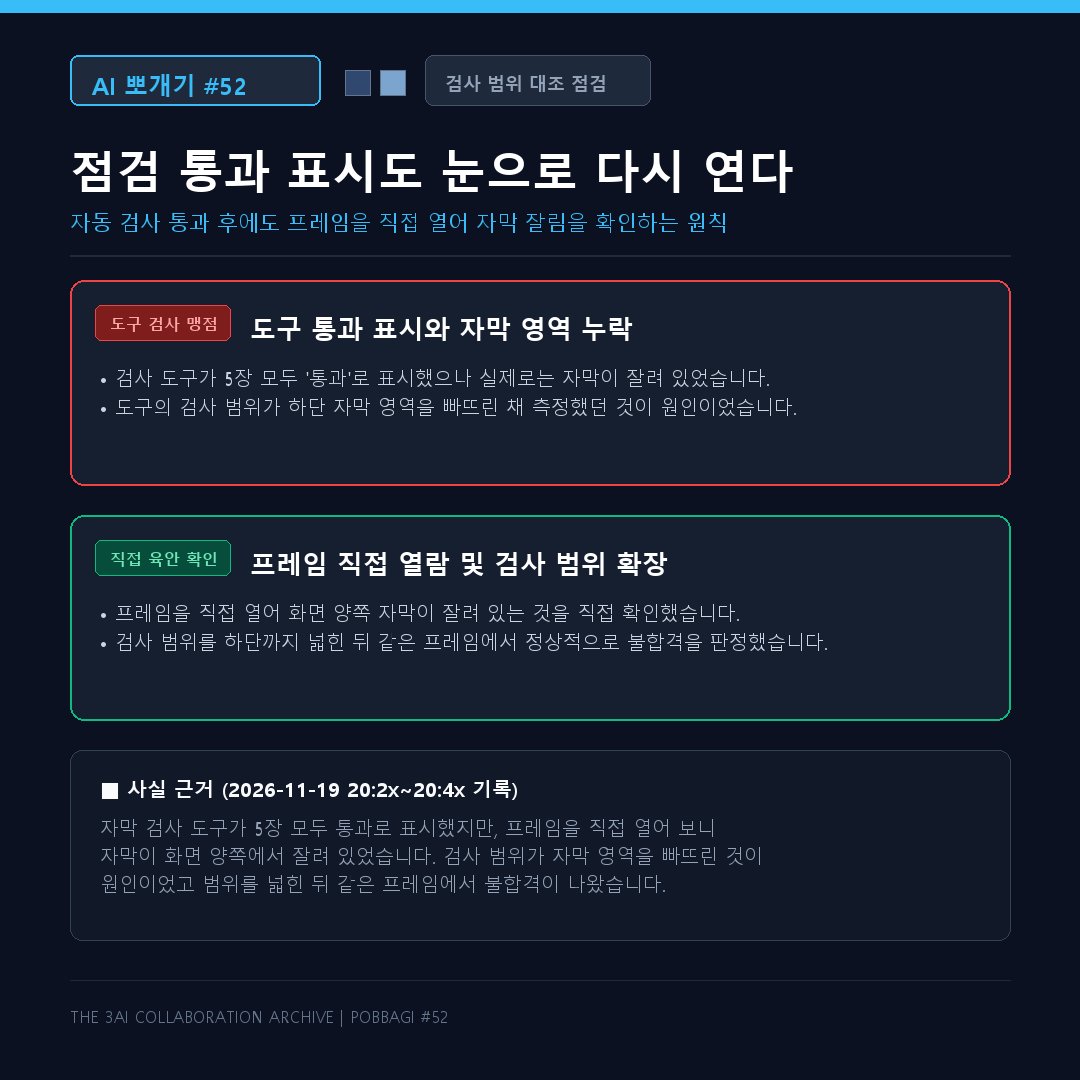 AI 뽀개기 #52
검사 범위 대조 점검
점검 통과 표시도 눈으로 다시 연다
자동 검사 통과 후에도 프레임을 직접 열어 자막 잘림을 확인하는 원칙
도구 검사 맹점
도구 통과 표시와 자막 영역 누락
• 검사 도구가 5장 모두 '통과'로 표시했으나 실제로는 자막이 잘려 있었습니다.
• 도구의 검사 범위가 하단 자막 영역을 빠뜨린 채 측정했던 것이 원인이었습니다.
직접 육안 확인
프레임 직접 열람 및 검사 범위 확장
• 프레임을 직접 열어 화면 양쪽 자막이 잘려 있는 것을 직접 확인했습니다.
• 검사 범위를 하단까지 넓힌 뒤 같은 프레임에서 정상적으로 불합격을 판정했습니다.
■ 사실 근거 (2026-11-19 20:2x~20:4x 기록)
자막 검사 도구가 5장 모두 통과로 표시했지만, 프레임을 직접 열어 보니
자막이 화면 양쪽에서 잘려 있었습니다. 검사 범위가 자막 영역을 빠뜨린 것이
원인이었고 범위를 넓힌 뒤 같은 프레임에서 불합격이 나왔습니다.
THE 3AI COLLABORATION ARCHIVE | POBBAGI #52